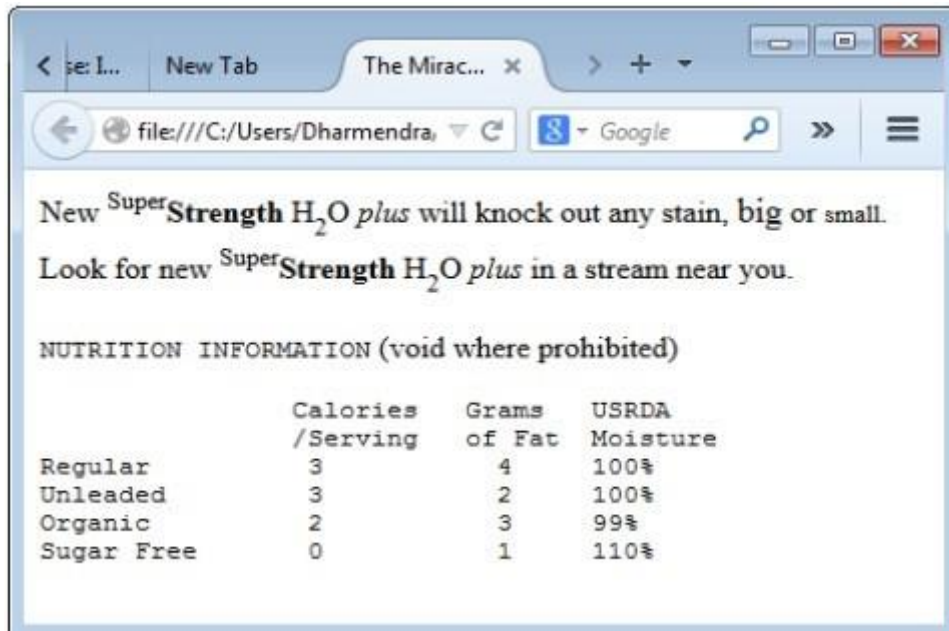 se: I... New Tab The Mirac...
file:///C:/Users/Dharmendra, 8 Google
New SuperStrength H2O plus will knock out any stain, big or small.
Look for new SuperStrength H2O plus in a stream near you.
NUTRITION INFORMATION (void where prohibited)
Calories Grams USRDA
/Serving of Fat Moisture
Regular 3 4 100%
Unleaded 3 2 100%
Organic 2 3 99%
Sugar Free 0 1 110%